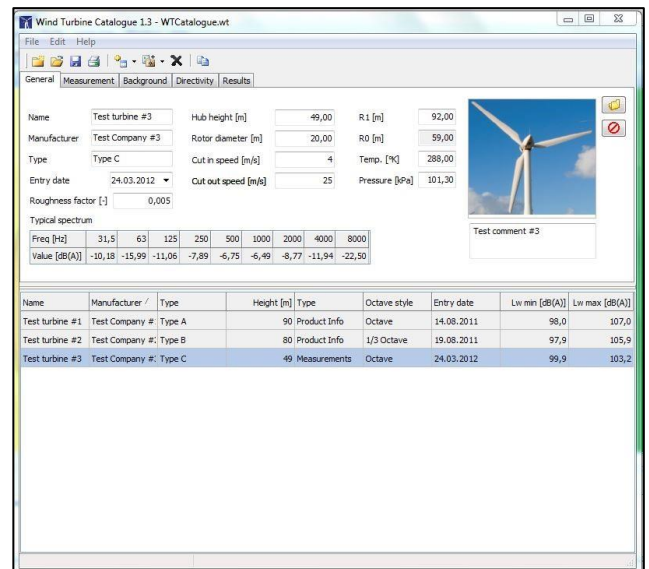 Wind Turbine Catalogue 1.3 - WTCatalogue.wt
File Edit Help
General Measurement Background Directivity Results
Name Test turbine #3 Hub height [m] 49,00 R1 [m] 92,00
Manufacturer Test Company #3 Rotor diameter [m] 20,00 R0 [m] 59,00
Type Type C Cut in speed [m/s] 4 Temp. [°K] 288,00
Entry date 24.03.2012 Cut out speed [m/s] 25 Pressure [kPa] 101,30
Roughness factor [-] 0,005
Typical spectrum
Test comment #3
Freq [Hz] 31,5 63 125 250 500 1000 2000 4000 8000
Value [dB(A)] -10,18 -15,99 -11,06 -7,89 -6,75 -6,49 -8,77 -11,94 -22,50
Name Manufacturer Type Height [m] Type Octave style Entry date Lw min [dB(A)] Lw max [dB(A)]
Test turbine #1 Test Company # Type A 90 Product Info Octave 14.08.2011 98,0 107,0
Test turbine #2 Test Company #: Type B 80 Product Info 1/3 Octave 19.08.2011 97,9 105,9
Test turbine #3 Test Company #: Type C 49 Measurements Octave 24.03.2012 99,9 103,2